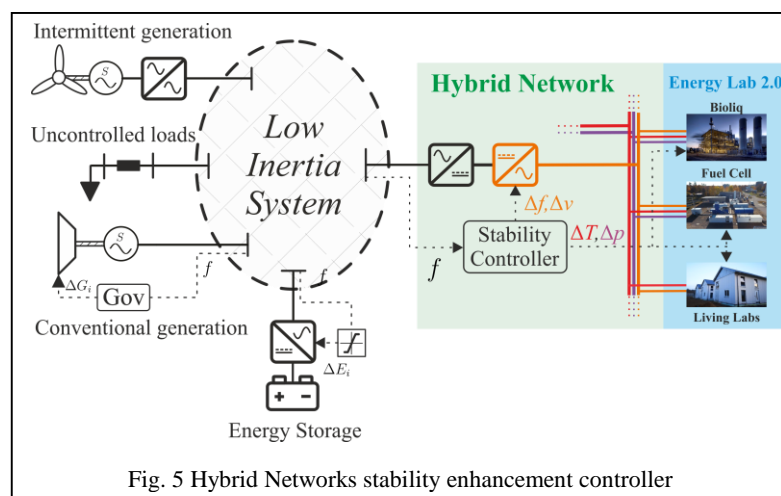 Intermittent generation
S
Uncontrolled loads
Low
Inertia
System
S
ΔG_i
Gov
f
Conventional generation
f
ΔE_i
Energy Storage
Hybrid Network
Energy Lab 2.0
Bioliq
Fuel Cell
Δf,Δv
ΔT,Δp
Stability
Controller
f
Living Labs
Fig. 5 Hybrid Networks stability enhancement controller